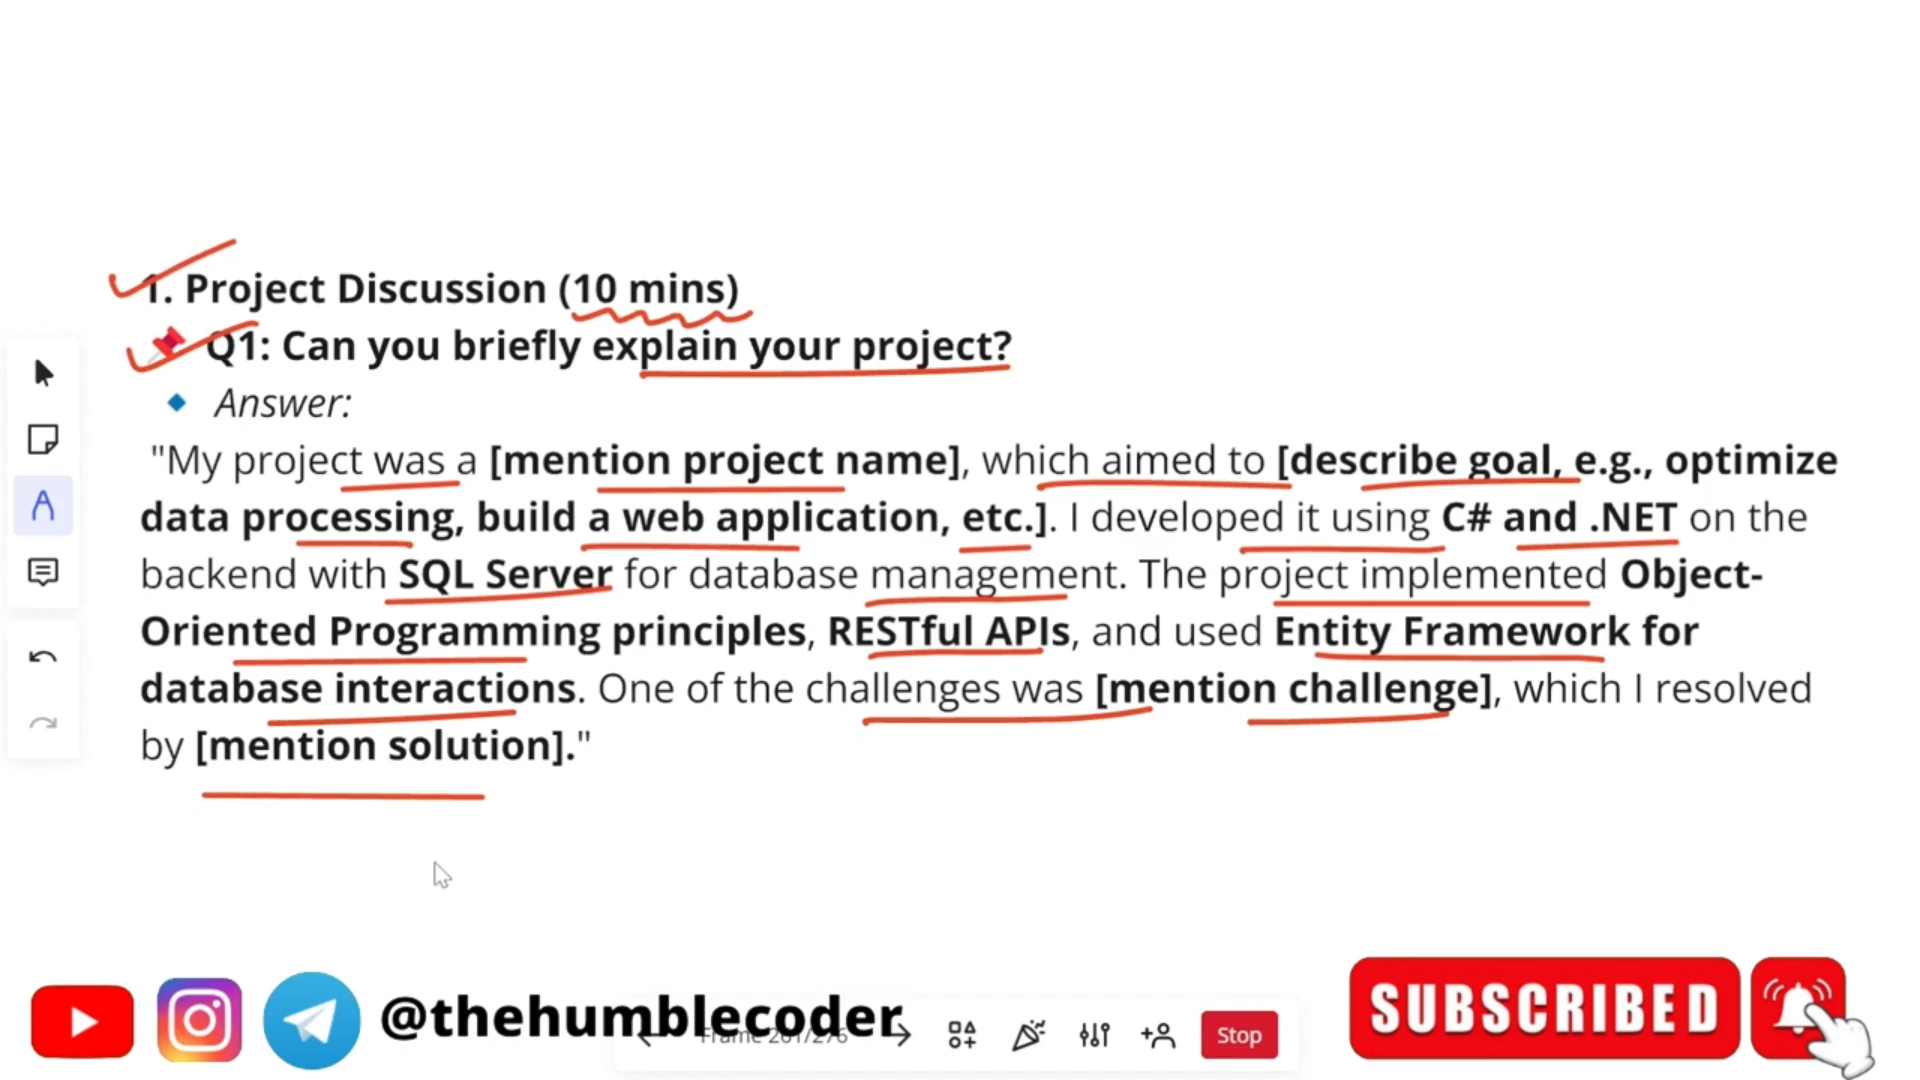 1. Project Discussion (10 mins)
Q1: Can you briefly explain your project?
Answer:
"My project was a [mention project name], which aimed to [describe goal, e.g., optimize
data processing, build a web application, etc.]. I developed it using C# and .NET on the
backend with SQL Server for database management. The project implemented Object-
Oriented Programming principles, RESTful APIs, and used Entity Framework for
database interactions. One of the challenges was [mention challenge], which I resolved
by [mention solution]."
@thehumblecoder
Frame 261/276
Stop
SUBSCRIBED